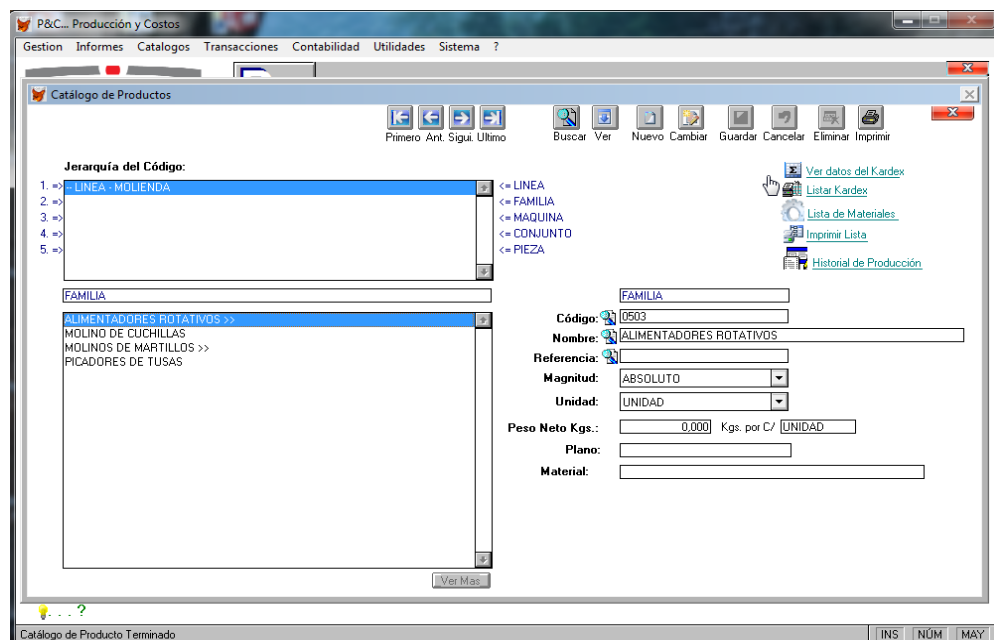 P&C... Producción y Costos
Gestion Informes Catalogos Transacciones Contabilidad Utilidades Sistema ?
Catálogo de Productos
Primero Ant. Sigui. Ultimo Buscar Ver Nuevo Cambiar Guardar Cancelar Eliminar Imprimir
Jerarquía del Código:
1. => -- LINEA - MOLIENDA <= LINEA
2. => <= FAMILIA
3. => <= MAQUINA
4. => <= CONJUNTO
5. => <= PIEZA
Ver datos del Kardex
Listar Kardex
Lista de Materiales
Imprimir Lista
Historial de Producción
FAMILIA
ALIMENTADORES ROTATIVOS >>
MOLINO DE CUCHILLAS
MOLINOS DE MARTILLOS >>
PICADORES DE TUSAS
Ver Mas
FAMILIA
Código: 0503
Nombre: ALIMENTADORES ROTATIVOS
Referencia:
Magnitud: ABSOLUTO
Unidad: UNIDAD
Peso Neto Kgs.: 0,000 Kgs. por C/ UNIDAD
Plano:
Material:
. . . ?
Catálogo de Producto Terminado INS NÚM MAY